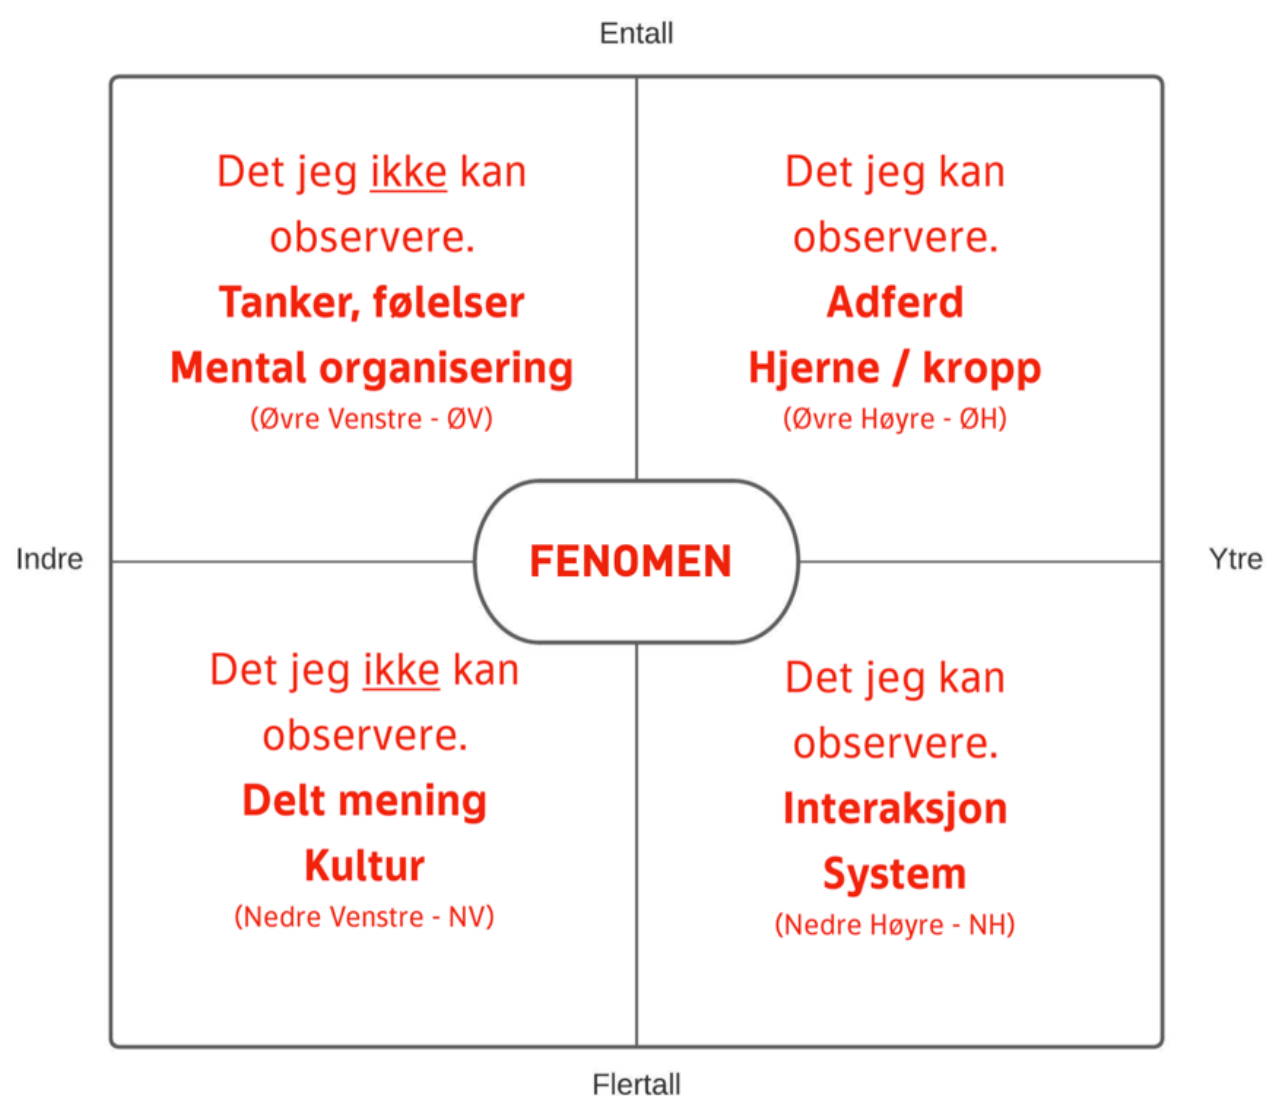 Entall
Det jeg ikke kan
observere.
Tanker, følelser
Mental organisering
(Øvre Venstre - ØV)
Det jeg kan
observere.
Adferd
Hjerne / kropp
(Øvre Høyre - ØH)
Indre
FENOMEN
Ytre
Det jeg ikke kan
observere.
Delt mening
Kultur
(Nedre Venstre - NV)
Det jeg kan
observere.
Interaksjon
System
(Nedre Høyre - NH)
Flertall